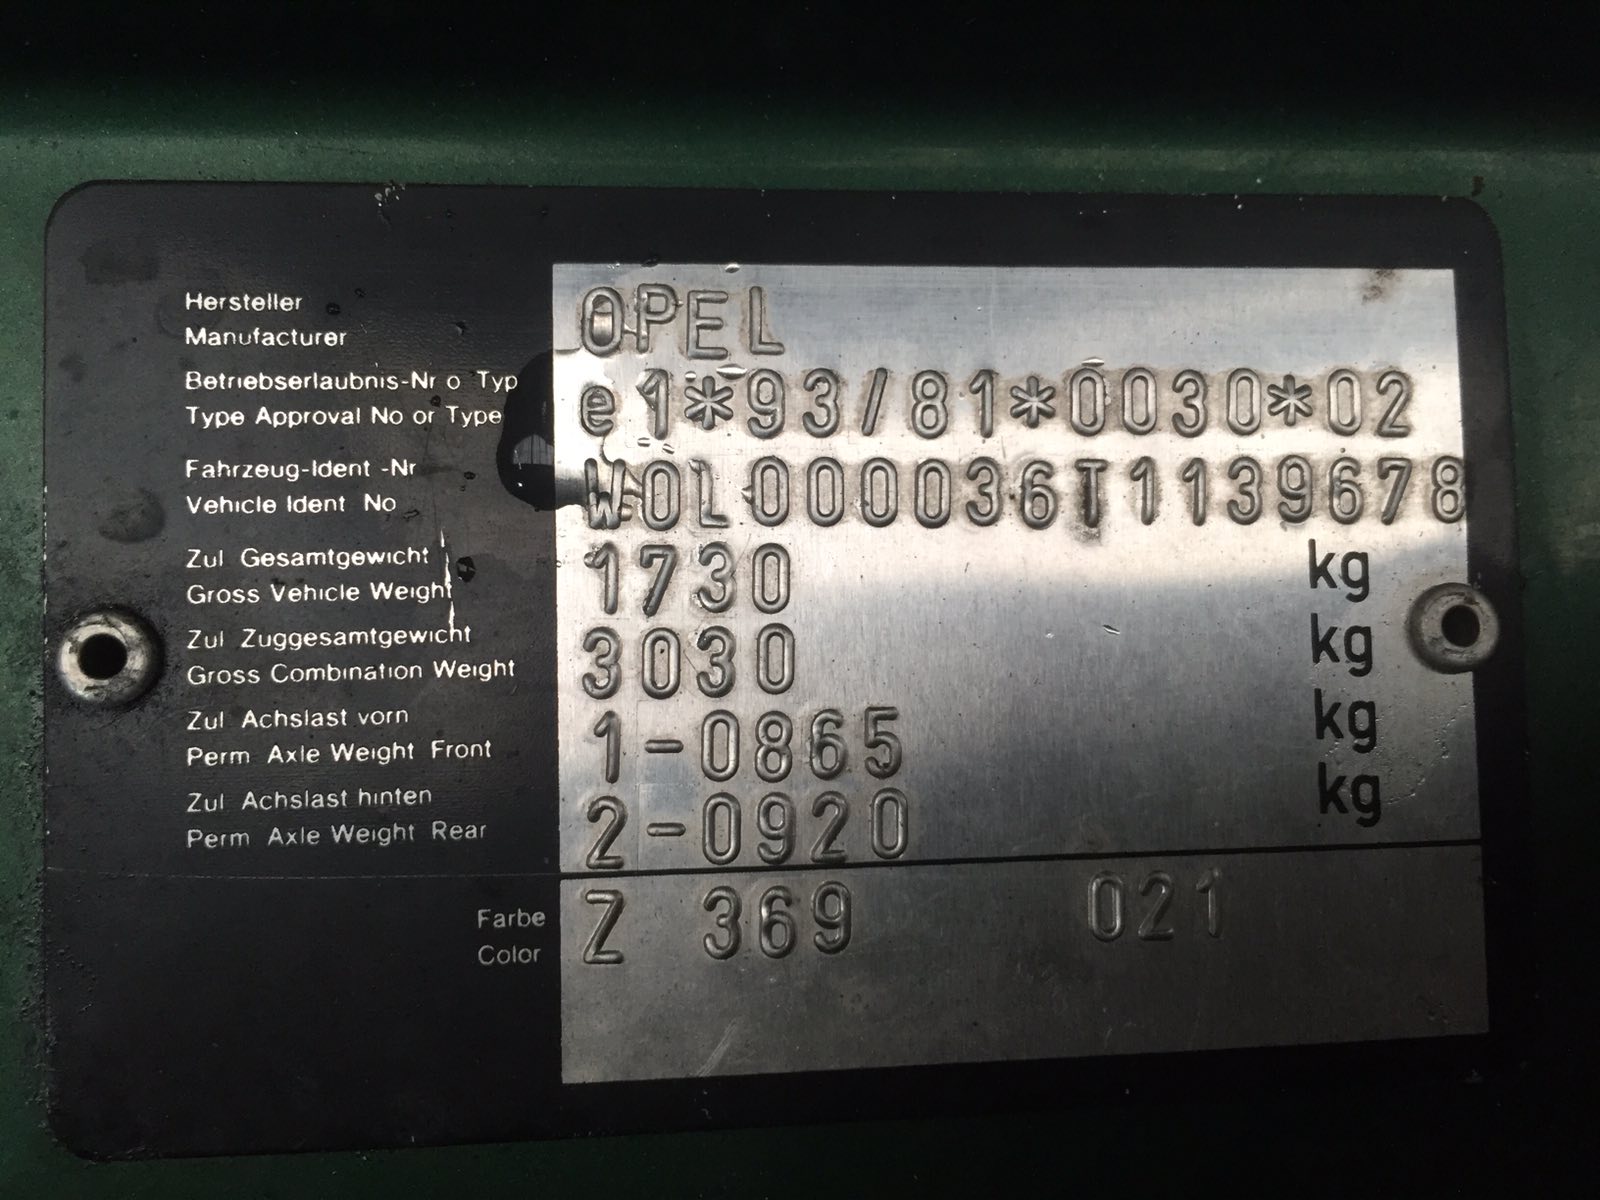 Hersteller
Manufacturer
OPEL
Betriebserlaubnis-Nr o Typ
Type Approval No or Type
e1*93/81*0030*02
Fahrzeug-Ident -Nr
Vehicle Ident No
W0L000036T1139678
Zul Gesamtgewicht
Gross Vehicle Weight
1730 kg
Zul Zuggesamtgewicht
Gross Combination Weight
3030 kg
Zul Achslast vorn
Perm Axle Weight Front
1-0865 kg
Zul Achslast hinten
Perm Axle Weight Rear
2-0920 kg
Farbe
Color
Z 369 021